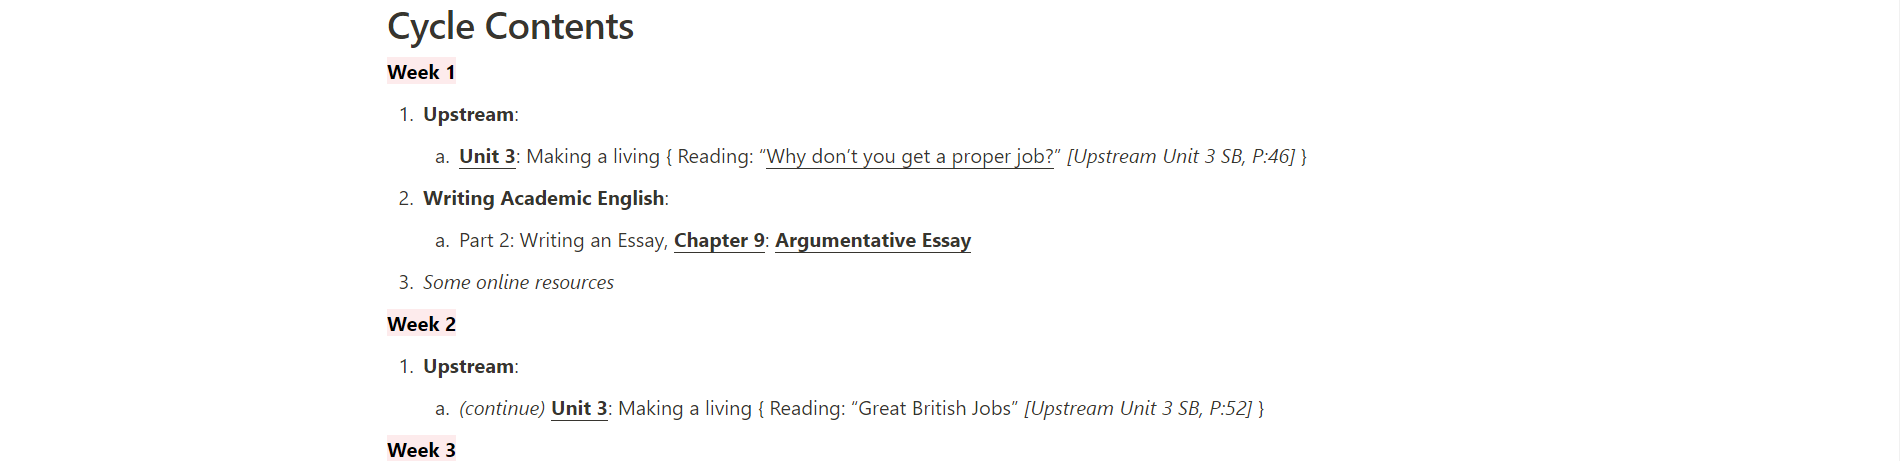 Cycle Contents
Week 1
1. Upstream:
a. Unit 3: Making a living { Reading: “Why don’t you get a proper job?” [Upstream Unit 3 SB, P:46] }
2. Writing Academic English:
a. Part 2: Writing an Essay, Chapter 9: Argumentative Essay
3. Some online resources
Week 2
1. Upstream:
a. (continue) Unit 3: Making a living { Reading: “Great British Jobs” [Upstream Unit 3 SB, P:52] }
Week 3